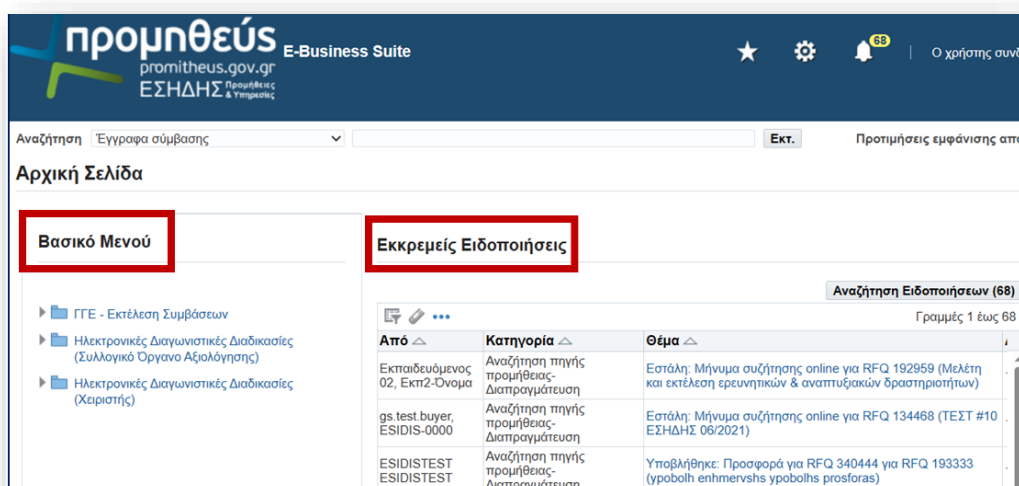 προμηθεύς
promitheus.gov.gr
ΕΣΗΔΗΣ Προμήθειες & Υπηρεσίες
E-Business Suite
68
Ο χρήστης συνδ
Αναζήτηση Έγγραφα σύμβασης Εκτ. Προτιμήσεις εμφάνισης απο
Αρχική Σελίδα
Βασικό Μενού
ΓΓΕ - Εκτέλεση Συμβάσεων
Ηλεκτρονικές Διαγωνιστικές Διαδικασίες
(Συλλογικό Όργανο Αξιολόγησης)
Ηλεκτρονικές Διαγωνιστικές Διαδικασίες
(Χειριστής)
Εκκρεμείς Ειδοποιήσεις
Αναζήτηση Ειδοποιήσεων (68)
Γραμμές 1 έως 68
Από Κατηγορία Θέμα
Εκπαιδευόμενος
02, Εκπ2-Όνομα
Αναζήτηση πηγής
προμήθειας-
Διαπραγμάτευση
Εστάλη: Μήνυμα συζήτησης online για RFQ 192959 (Μελέτη
και εκτέλεση ερευνητικών & αναπτυξιακών δραστηριοτήτων)
gs.test.buyer,
ESIDIS-0000
Αναζήτηση πηγής
προμήθειας-
Διαπραγμάτευση
Εστάλη: Μήνυμα συζήτησης online για RFQ 134468 (ΤΕΣΤ #10
ΕΣΗΔΗΣ 06/2021)
ESIDISTEST
ESIDISTEST
Αναζήτηση πηγής
προμήθειας-
Διαπραγμάτευση
Υποβλήθηκε: Προσφορά για RFQ 340444 για RFQ 193333
(ypobolh enhmervshs ypobolhs prosforas)